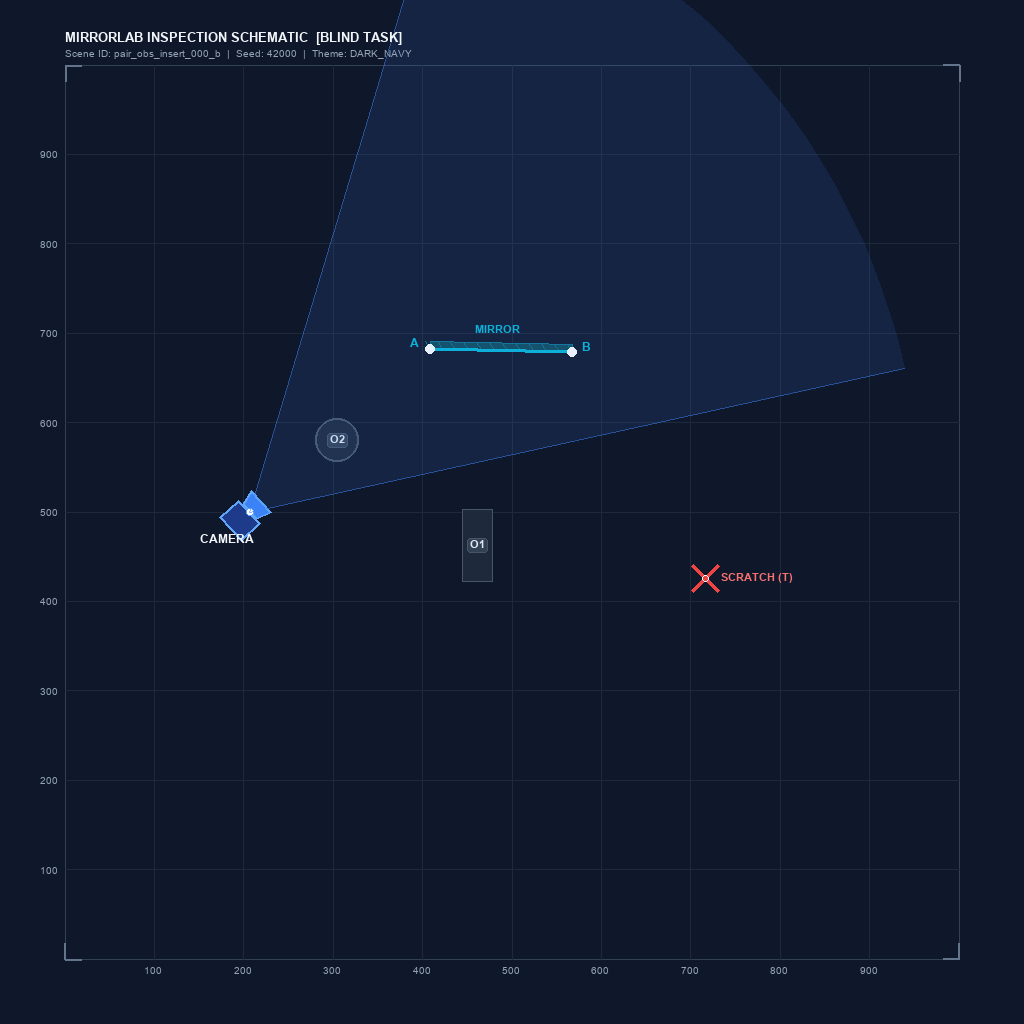 MIRRORLAB INSPECTION SCHEMATIC [BLIND TASK]
Scene ID: pair_obs_insert_000_b | Seed: 42000 | Theme: DARK_NAVY
900
800
700
600
500
400
300
200
100
MIRROR
A
B
O2
CAMERA
O1
SCRATCH (T)
100
200
300
400
500
600
700
800
900